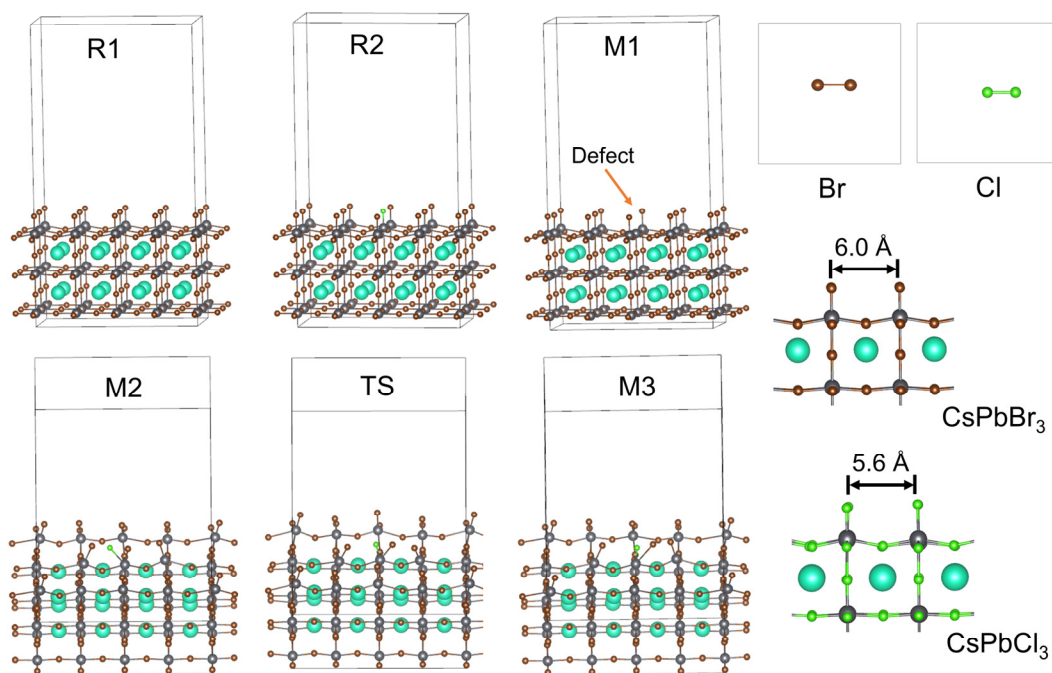 R1
R2
M1
Defect
Br
Cl
6.0 Å
CsPbBr₃
M2
TS
M3
5.6 Å
CsPbCl₃